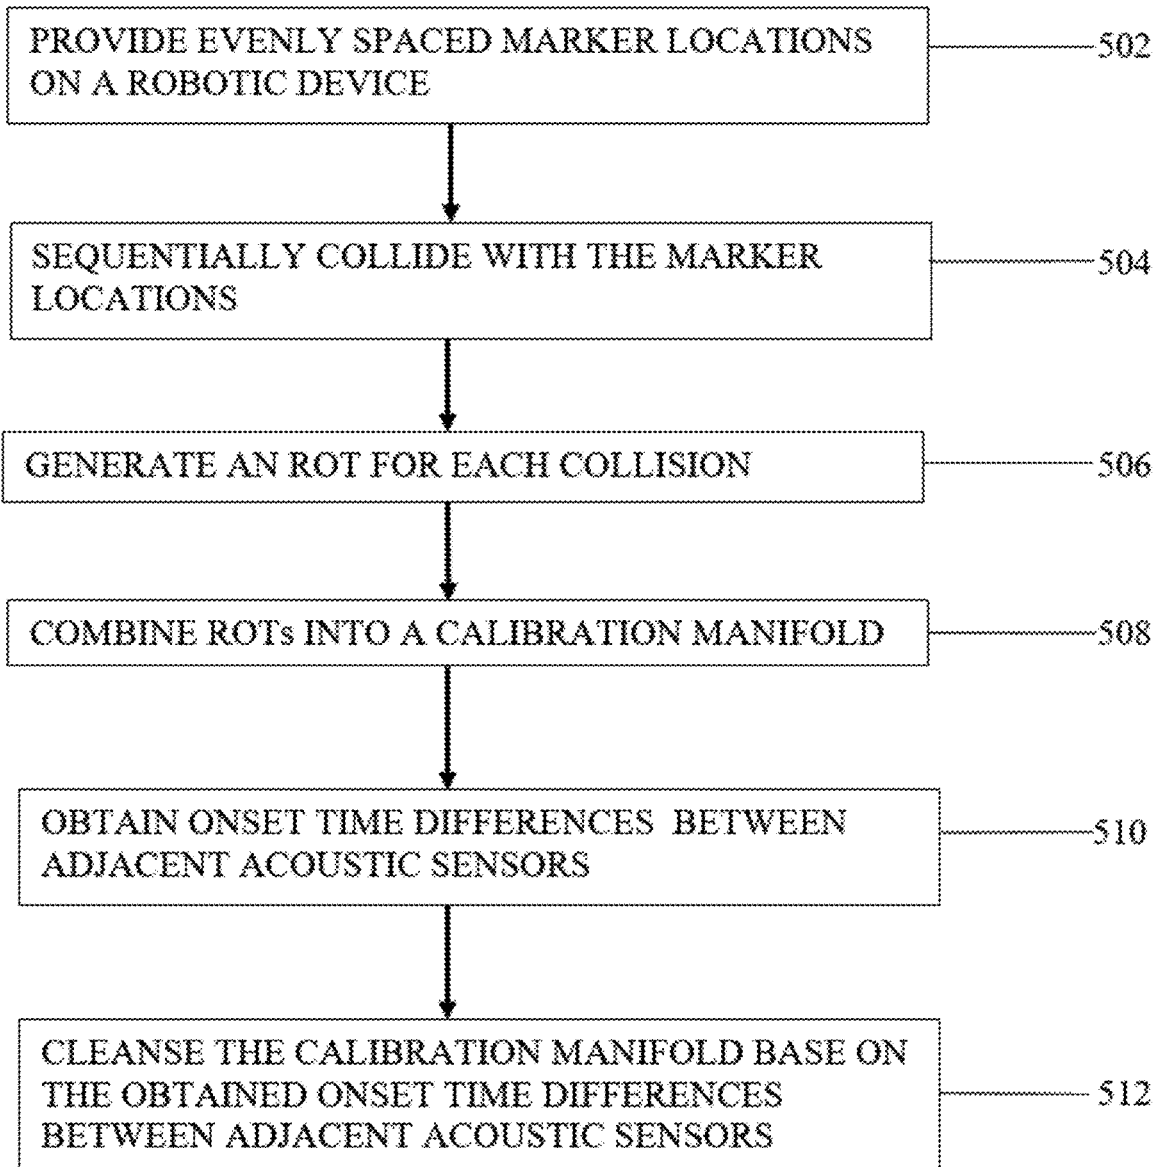 PROVIDE EVENLY SPACED MARKER LOCATIONS
ON A ROBOTIC DEVICE
502
SEQUENTIALLY COLLIDE WITH THE MARKER
LOCATIONS
504
GENERATE AN ROT FOR EACH COLLISION
506
COMBINE ROTs INTO A CALIBRATION MANIFOLD
508
OBTAIN ONSET TIME DIFFERENCES BETWEEN
ADJACENT ACOUSTIC SENSORS
510
CLEANSE THE CALIBRATION MANIFOLD BASE ON
THE OBTAINED ONSET TIME DIFFERENCES
BETWEEN ADJACENT ACOUSTIC SENSORS
512